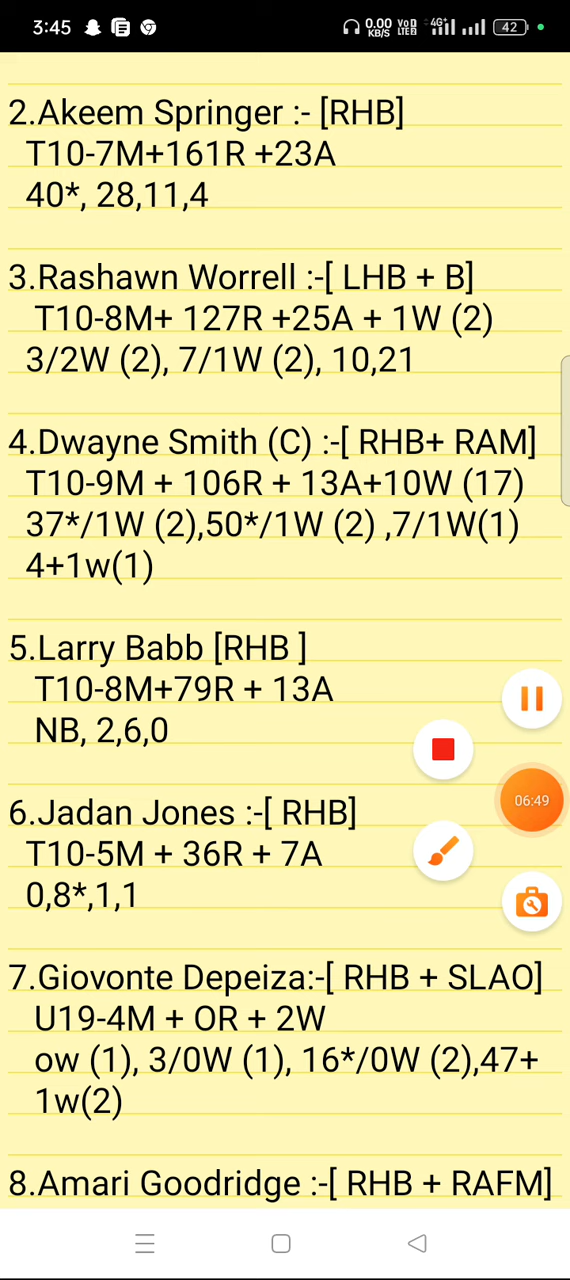 3:45
0.00 KB/S VoD LTE2 4G+ 42
2.Akeem Springer :- [RHB]
T10-7M+161R +23A
40*, 28,11,4
3.Rashawn Worrell :-[ LHB + B]
T10-8M+ 127R +25A + 1W (2)
3/2W (2), 7/1W (2), 10,21
4.Dwayne Smith (C) :-[ RHB+ RAM]
T10-9M + 106R + 13A+10W (17)
37*/1W (2),50*/1W (2) ,7/1W(1)
4+1w(1)
5.Larry Babb [RHB ]
T10-8M+79R + 13A
NB, 2,6,0
06:49
6.Jadan Jones :-[ RHB]
T10-5M + 36R + 7A
0,8*,1,1
7.Giovonte Depeiza:-[ RHB + SLAO]
U19-4M + OR + 2W
ow (1), 3/0W (1), 16*/0W (2),47+
1w(2)
8.Amari Goodridge :-[ RHB + RAFM]